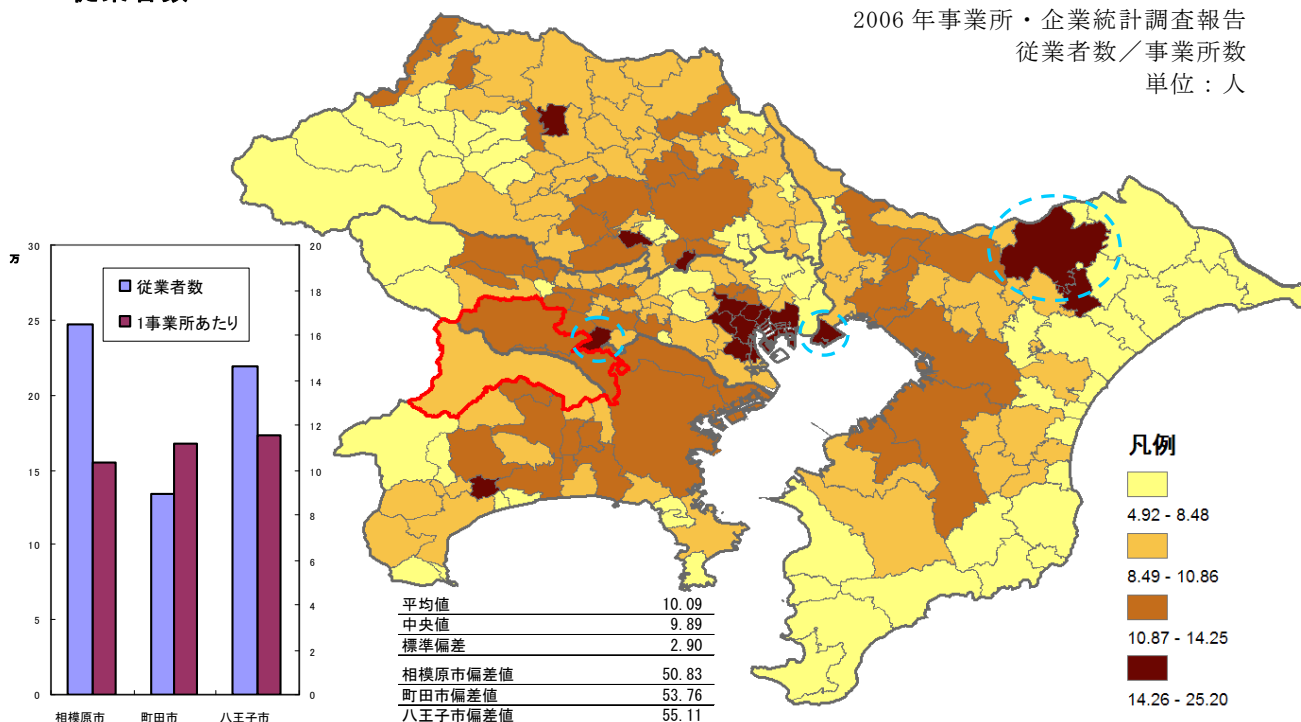 従業者数
2006 年事業所・企業統計調査報告
従業者数／事業所数
単位：人
万
30
25
20
15
10
5
0
20
18
16
14
12
10
8
6
4
2
0
従業者数
1事業所あたり
相模原市
町田市
八王子市
平均値 10.09
中央値 9.89
標準偏差 2.90
相模原市偏差値 50.83
町田市偏差値 53.76
八王子市偏差値 55.11
凡例
4.92 - 8.48
8.49 - 10.86
10.87 - 14.25
14.26 - 25.20